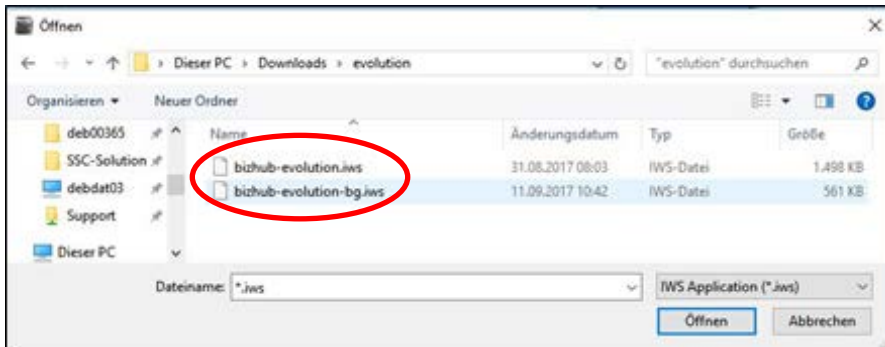 Öffnen
Dieser PC › Downloads › evolution
"evolution" durchsuchen
Organisieren
Neuer Ordner
Name
Änderungsdatum
Typ
Größe
deb00365
SSC-Solution
debdat03
Support
Dieser PC
bizhub-evolution.iws
31.08.2017 08:03
IWS-Datei
1.498 KB
bizhub-evolution-bg.iws
11.09.2017 10:42
IWS-Datei
561 KB
Dateiname:
*.iws
IWS Application (*.iws)
Öffnen
Abbrechen